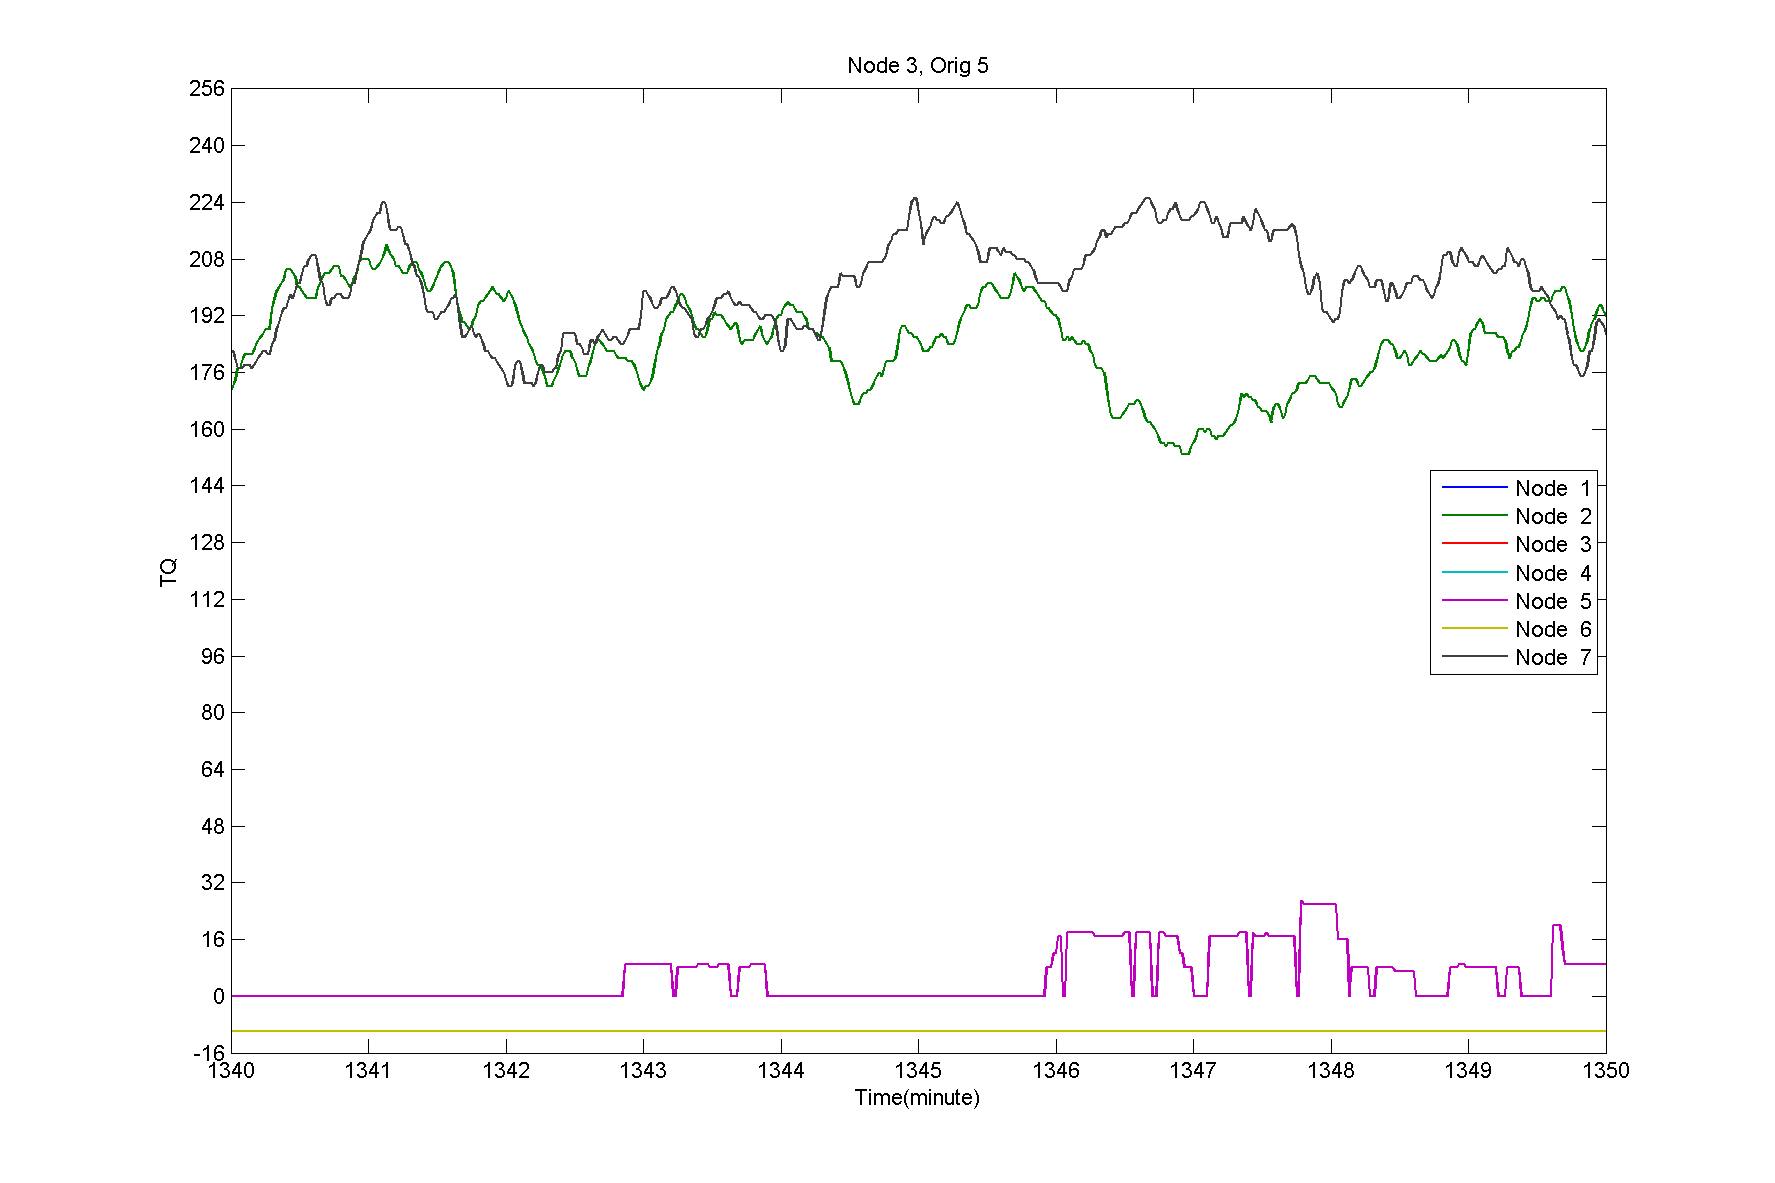 Node 3, Orig 5
256
240
224
208
192
176
160
144
128
112
96
80
64
48
32
16
0
-16
TQ
Node 1
Node 2
Node 3
Node 4
Node 5
Node 6
Node 7
1340 1341 1342 1343 1344 1345 1346 1347 1348 1349 1350
Time(minute)